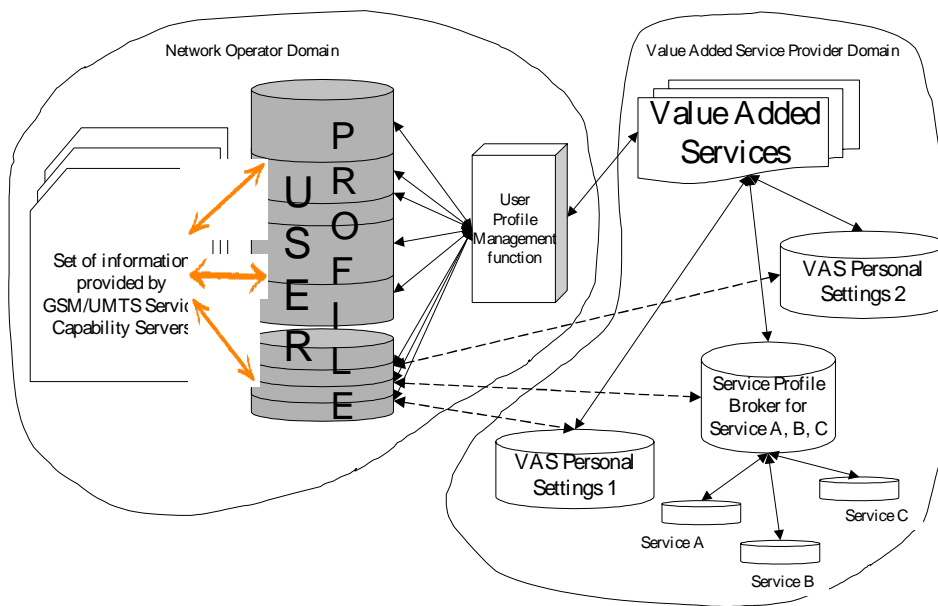 Network Operator Domain
Value Added Service Provider Domain
USER
PROFILE
Set of information
provided by
GSM/UMTS Servic
Capability Servers
User
Profile
Management
function
Value Added
Services
VAS Personal
Settings 2
Service Profile
Broker for
Service A, B, C
VAS Personal
Settings 1
Service A
Service B
Service C